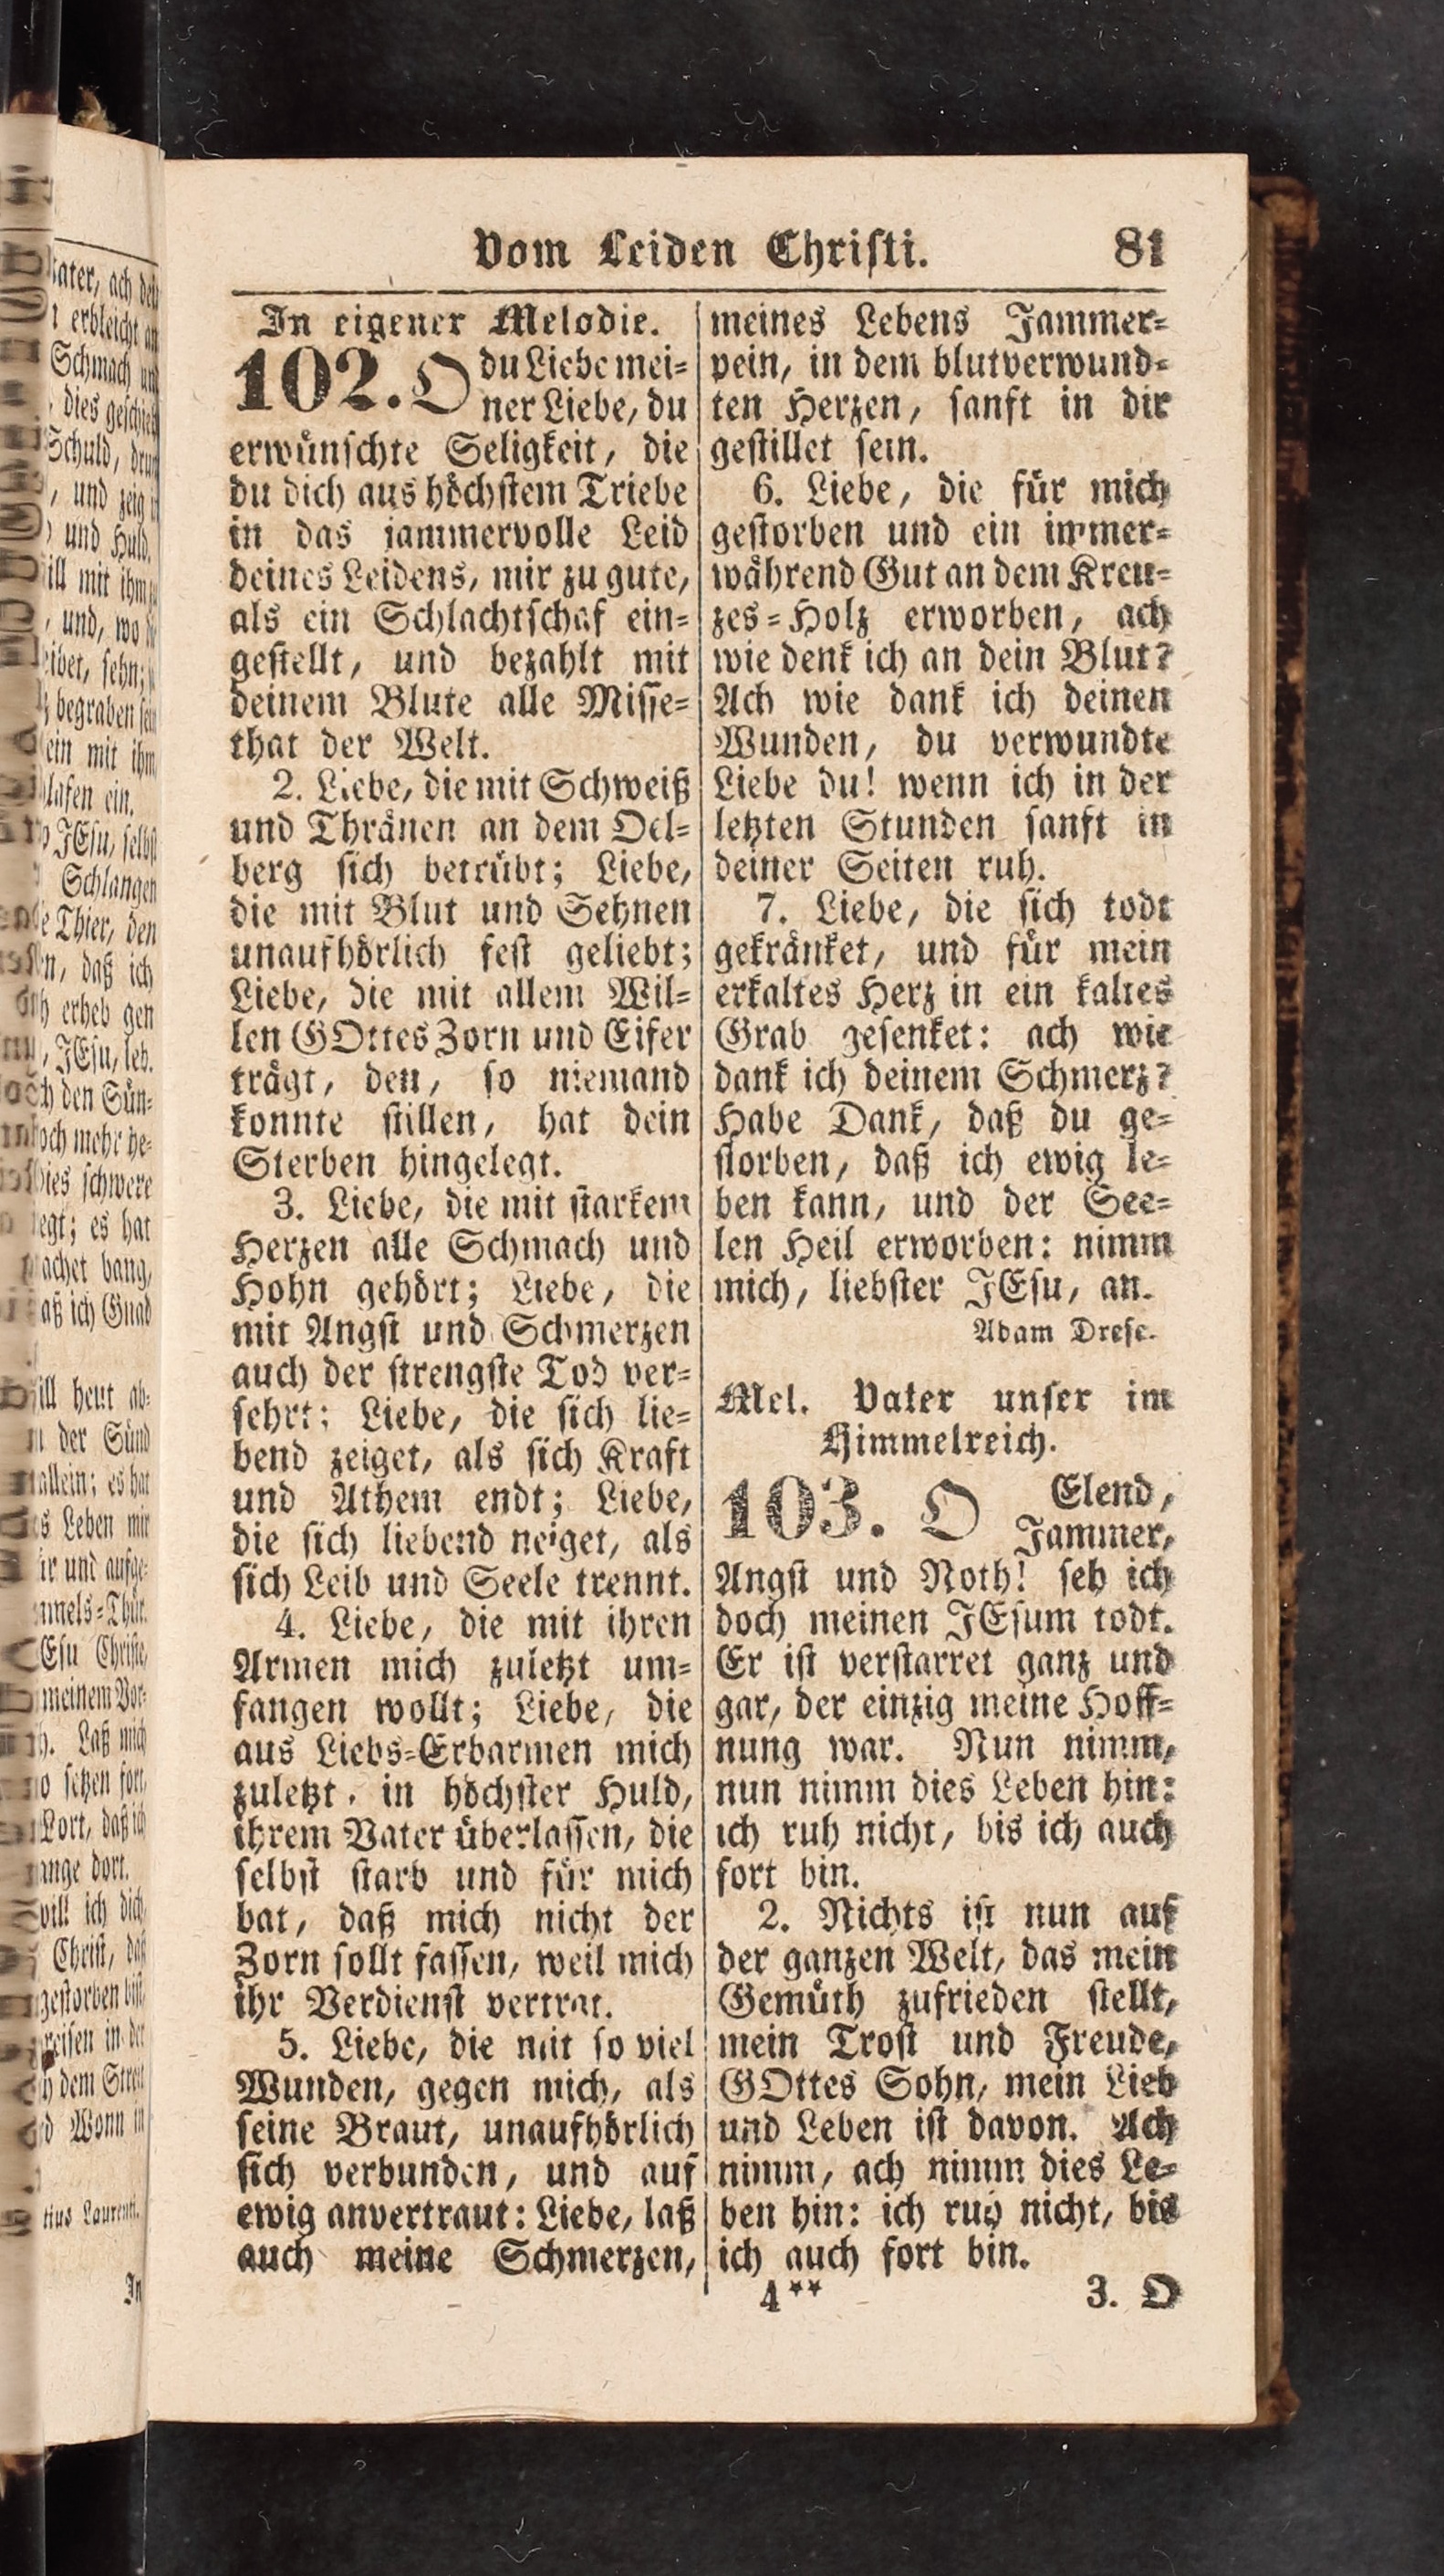 Vom Leiden Christi. 81
In eigener Melodie.
102. O du Liebe mei-
ner Liebe, du
erwünschte Seligkeit, die
du dich aus höchstem Triebe
in das jammervolle Leid
deines Leidens, mir zu gute,
als ein Schlachtschaf ein-
gestellt, und bezahlt mit
deinem Blute alle Misse-
that der Welt.
2. Liebe, die mit Schweiß
und Thränen an dem Oel-
berg sich betrübt; Liebe,
die mit Blut und Sehnen
unaufhörlich fest geliebt;
Liebe, die mit allem Wil-
len GOttes Zorn und Eifer
trägt, den, so niemand
konnte stillen, hat dein
Sterben hingelegt.
3. Liebe, die mit starkem
Herzen alle Schmach und
Hohn gehört; Liebe, die
mit Angst und Schmerzen
auch der strengste Tod ver-
sehrt; Liebe, die sich lie-
bend zeiget, als sich Kraft
und Athem endt; Liebe,
die sich liebend neiget, als
sich Leib und Seele trennt.
4. Liebe, die mit ihren
Armen mich zuletzt um-
fangen wollt; Liebe, die
aus Liebs-Erbarmen mich
zuletzt, in höchster Huld,
ihrem Vater überlassen, die
selbst starb und für mich
bat, daß mich nicht der
Zorn sollt fassen, weil mich
ihr Verdienst vertrat.
5. Liebe, die mit so viel
Wunden, gegen mich, als
seine Braut, unaufhörlich
sich verbunden, und auf
ewig anvertraut: Liebe, laß
auch meine Schmerzen,
meines Lebens Jammer-
pein, in dem blutverwund-
ten Herzen, sanft in dir
gestillet sein.
6. Liebe, die für mich
gestorben und ein immer-
während Gut an dem Kreu-
zes-Holz erworben, ach
wie denk ich an dein Blut?
Ach wie dank ich deinen
Wunden, du verwundte
Liebe du! wenn ich in der
letzten Stunden sanft in
deiner Seiten ruh.
7. Liebe, die sich todt
gekränket, und für mein
erkaltes Herz in ein kaltes
Grab gesenket: ach wie
dank ich deinem Schmerz?
Habe Dank, daß du ge-
storben, daß ich ewig le-
ben kann, und der See-
len Heil erworben: nimm
mich, liebster JEsu, an.
Adam Drese.
Mel. Vater unser im
Himmelreich.
103. O Elend,
Jammer,
Angst und Noth! seh ich
doch meinen JEsum todt.
Er ist verstarret ganz und
gar, der einzig meine Hoff-
nung war. Nun nimm,
nun nimm dies Leben hin:
ich ruh nicht, bis ich auch
fort bin.
2. Nichts ist nun auf
der ganzen Welt, das mein
Gemüth zufrieden stellt,
mein Trost und Freude,
GOttes Sohn, mein Lieb
und Leben ist davon. Ach
nimm, ach nimm dies Le-
ben hin: ich ruh nicht, bis
ich auch fort bin.
4** 3. O